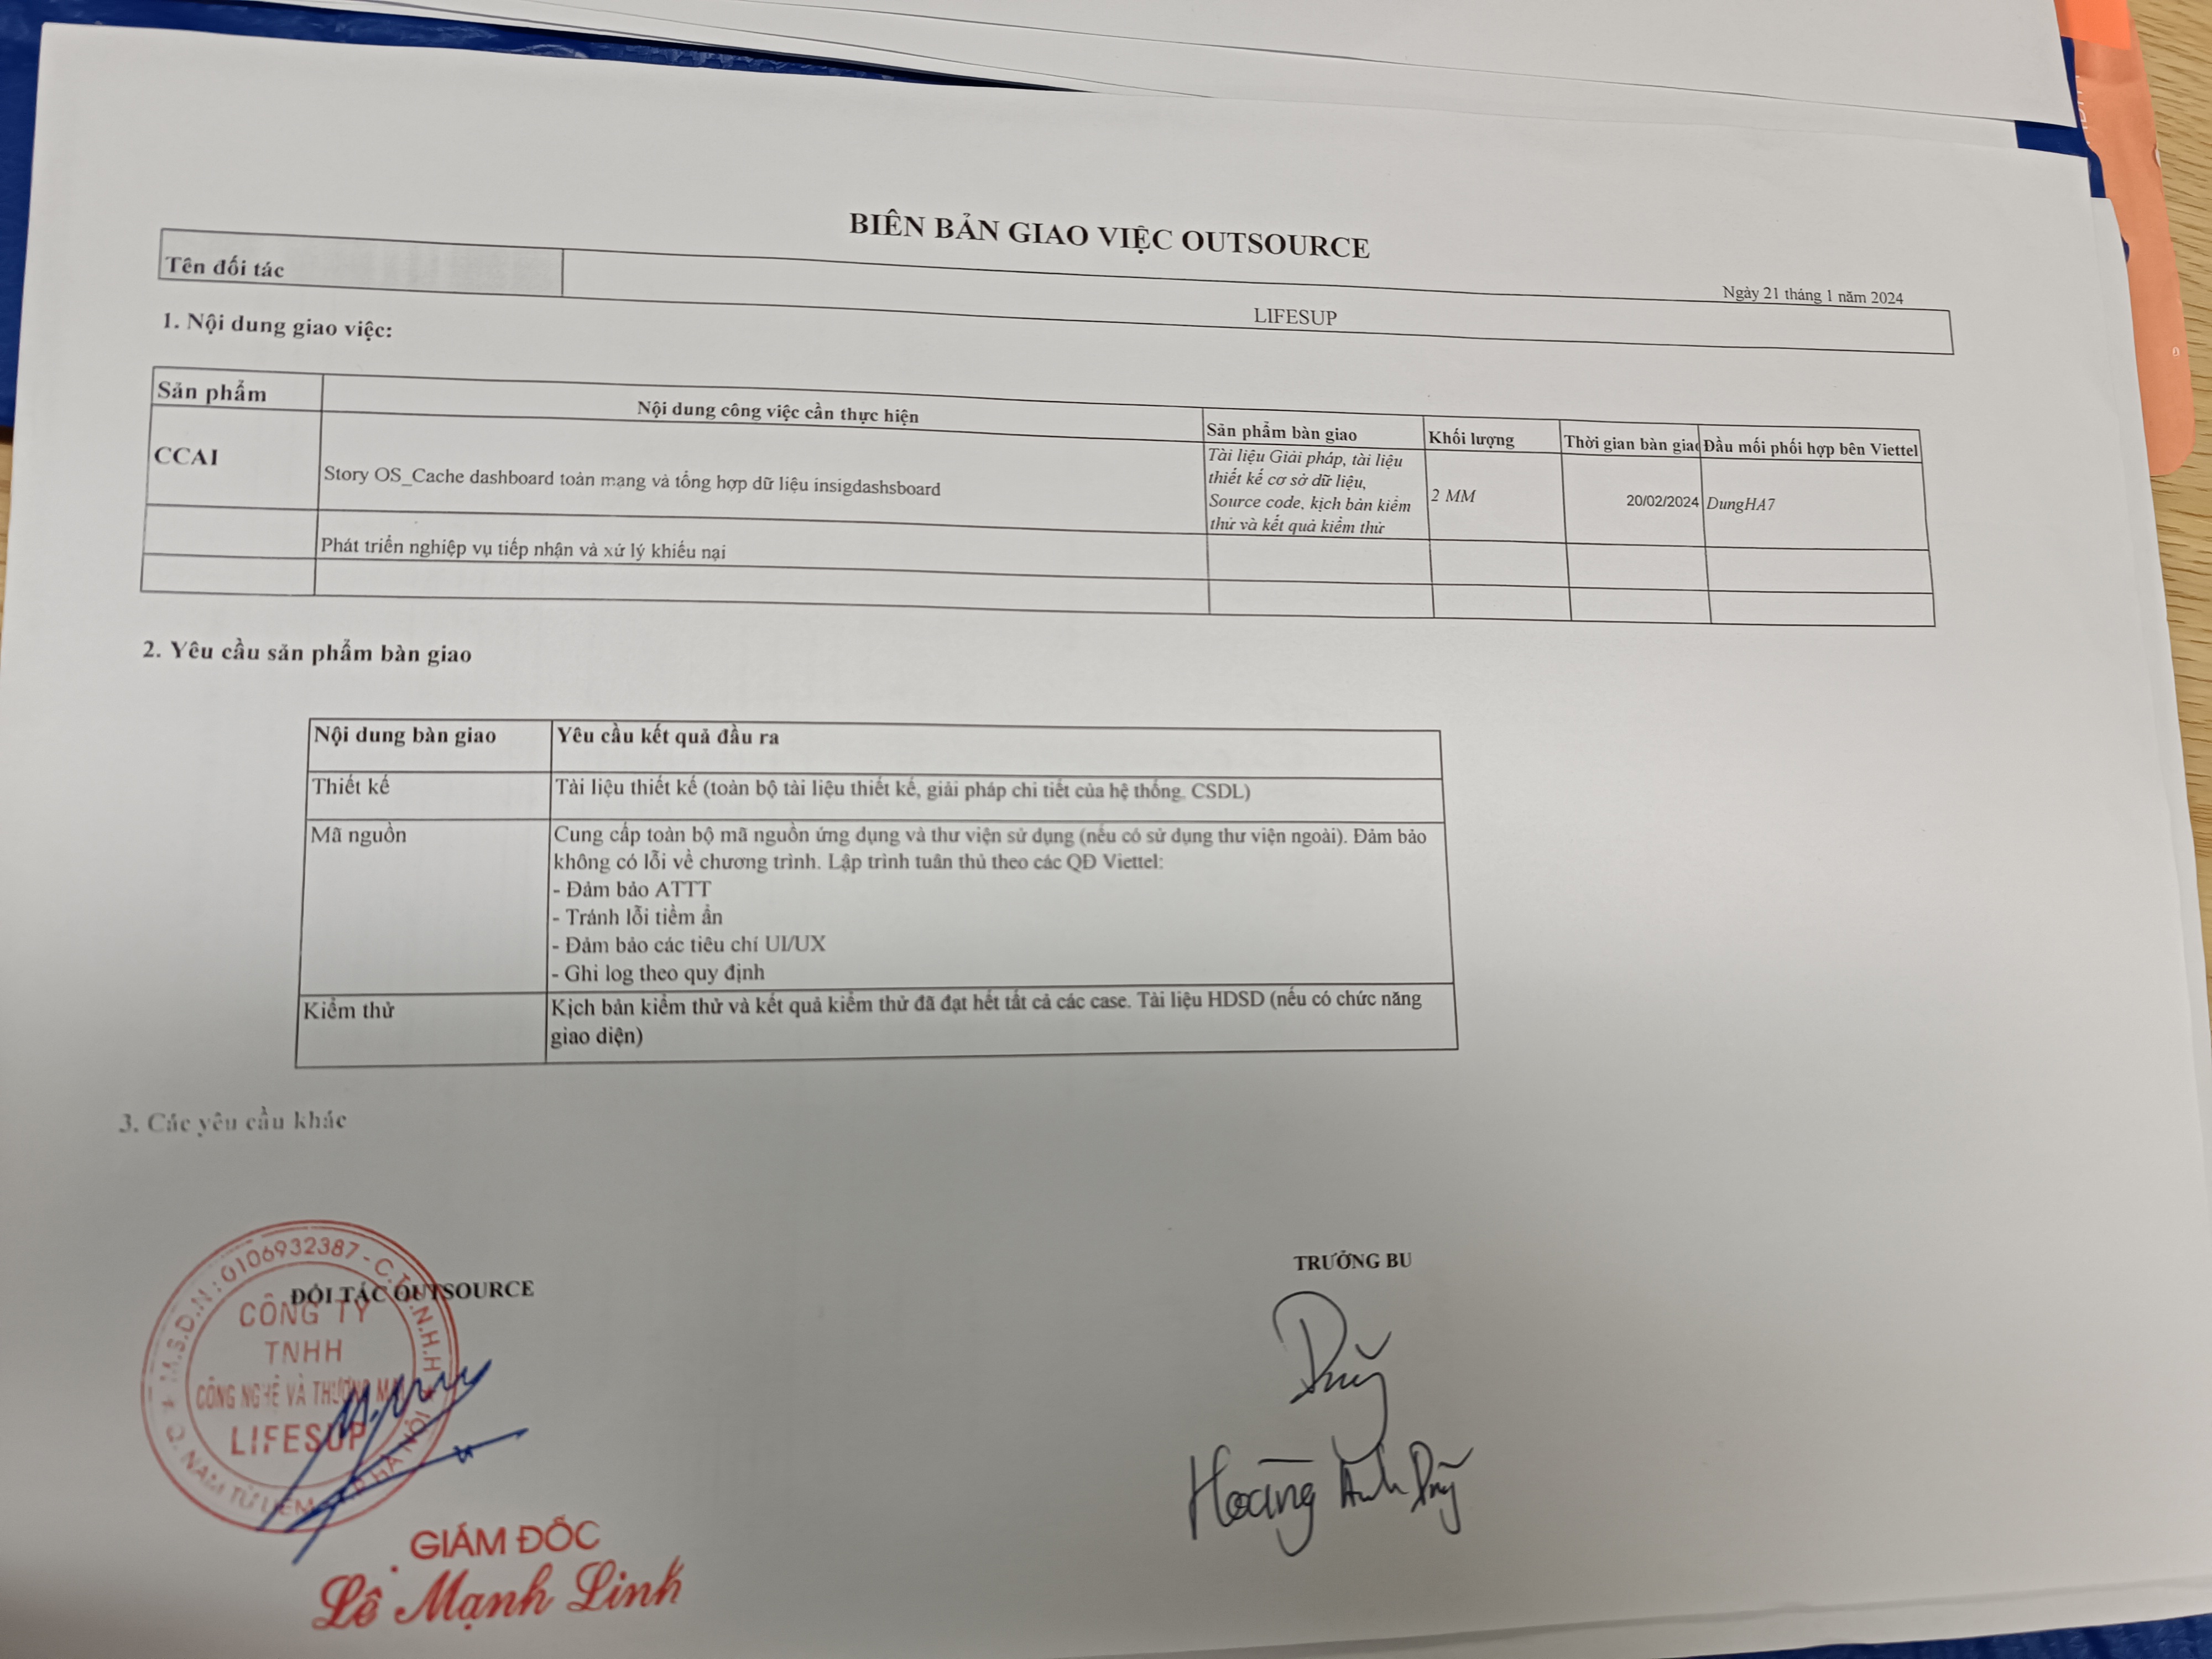 BIÊN BẢN GIAO VIỆC OUTSOURCE
Ngày 21 tháng 1 năm 2024
Tên đối tác
LIFESUP
1. Nội dung giao việc:
Sản phẩm
Nội dung công việc cần thực hiện
Sản phẩm bàn giao
Khối lượng
Thời gian bàn giao
Đầu mối phối hợp bên Viettel
CCAI
Story OS_Cache dashboard toàn mạng và tổng hợp dữ liệu insigdashsboard
Tài liệu Giải pháp, tài liệu
thiết kế cơ sở dữ liệu,
Source code, kịch bản kiểm
thử và kết quả kiểm thử
2 MM
20/02/2024
DungHA7
Phát triển nghiệp vụ tiếp nhận và xử lý khiếu nại
2. Yêu cầu sản phẩm bàn giao
Nội dung bàn giao
Yêu cầu kết quả đầu ra
Thiết kế
Tài liệu thiết kế (toàn bộ tài liệu thiết kế, giải pháp chi tiết của hệ thống, CSDL)
Mã nguồn
Cung cấp toàn bộ mã nguồn ứng dụng và thư viện sử dụng (nếu có sử dụng thư viện ngoài). Đảm bảo
không có lỗi về chương trình. Lập trình tuân thủ theo các QĐ Viettel:
- Đảm bảo ATTT
- Tránh lỗi tiềm ẩn
- Đảm bảo các tiêu chí UI/UX
- Ghi log theo quy định
Kiểm thử
Kịch bản kiểm thử và kết quả kiểm thử đã đạt hết tất cả các case. Tài liệu HDSD (nếu có chức năng
giao diện)
3. Các yêu cầu khác
ĐỐI TÁC OUTSOURCE
TRƯỞNG BU
M.S.D.N: 0106932387 - C.T.T.N.H.H
CÔNG TY
TNHH
CÔNG NGHỆ VÀ THƯƠNG MẠI
LIFESUP
Q. NAM TỪ LIÊM - T.P HÀ NỘI
GIÁM ĐỐC
Lê Mạnh Linh
Hoàng Anh